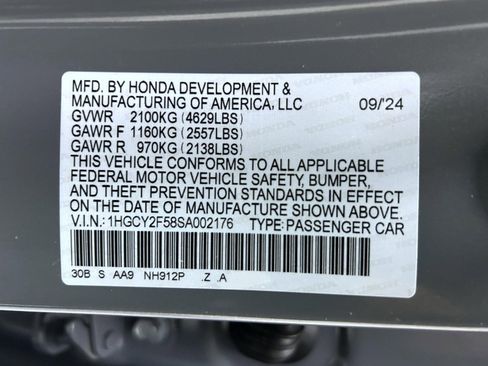 MFD. BY HONDA DEVELOPMENT &
MANUFACTURING OF AMERICA, LLC 09/24
GVWR 2100KG (4629LBS)
GAWR F 1160KG (2557LBS)
GAWR R 970KG (2138LBS)
THIS VEHICLE CONFORMS TO ALL APPLICABLE
FEDERAL MOTOR VEHICLE SAFETY, BUMPER,
AND THEFT PREVENTION STANDARDS IN EFFECT
ON THE DATE OF MANUFACTURE SHOWN ABOVE.
V.I.N.: 1HGCY2F58SA002176 TYPE: PASSENGER CAR
30B S AA9 NH912P .Z .A